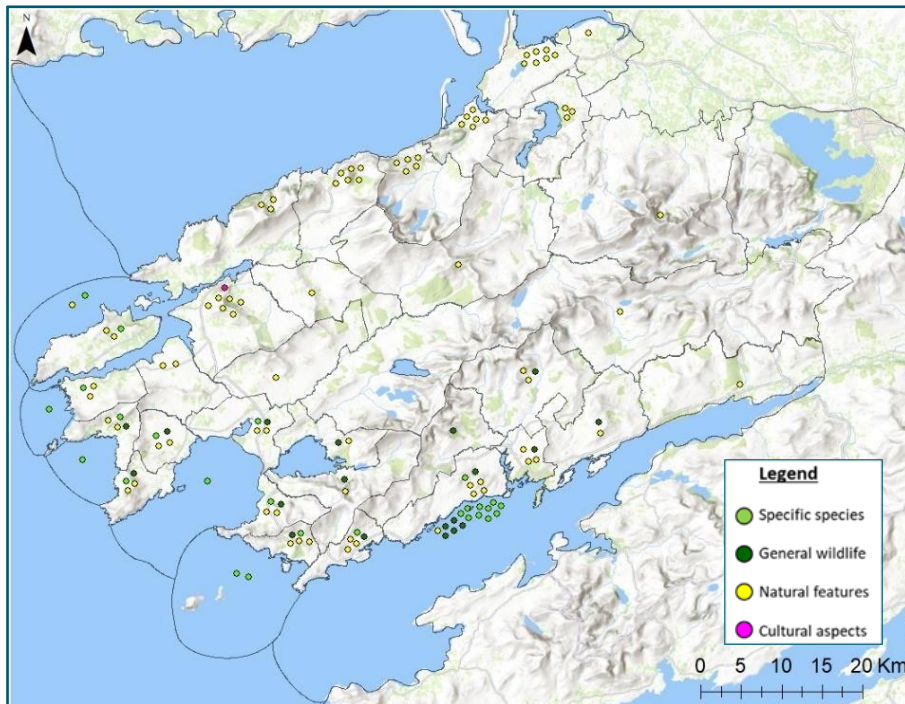 N
Legend
Specific species
General wildlife
Natural features
Cultural aspects
0 5 10 15 20 Km